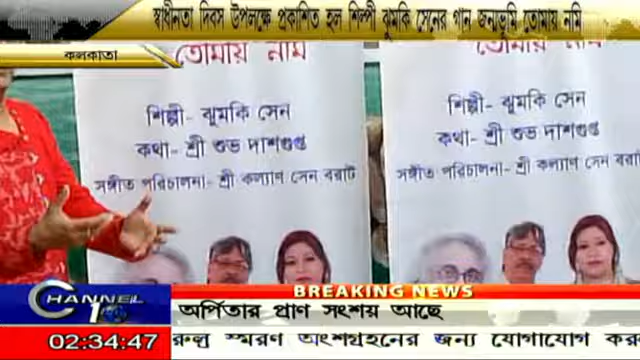 স্বাধীনতা দিবস উপলক্ষে প্রকাশিত হল শিল্পী ঝুমকি সেনের গান জন্মভূমি তোমায় নমি
কলকাতা
তোমায় নমি
শিল্পী- ঝুমকি সেন
কথা- শ্রী শুভ দাশগুপ্ত
সঙ্গীত পরিচালনা- শ্রী কল্যাণ সেন বরাট
তোমায় নমি
শিল্পী- ঝুমকি সেন
কথা- শ্রী শুভ দাশগুপ্ত
সঙ্গীত পরিচালনা- শ্রী কল্যাণ সেন বরাট
CHANNEL
BREAKING NEWS
অর্পিতার প্রাণ সংশয় আছে
02:34:47
স্মরণ অংশগ্রহনের জন্য যোগাযোগ কর